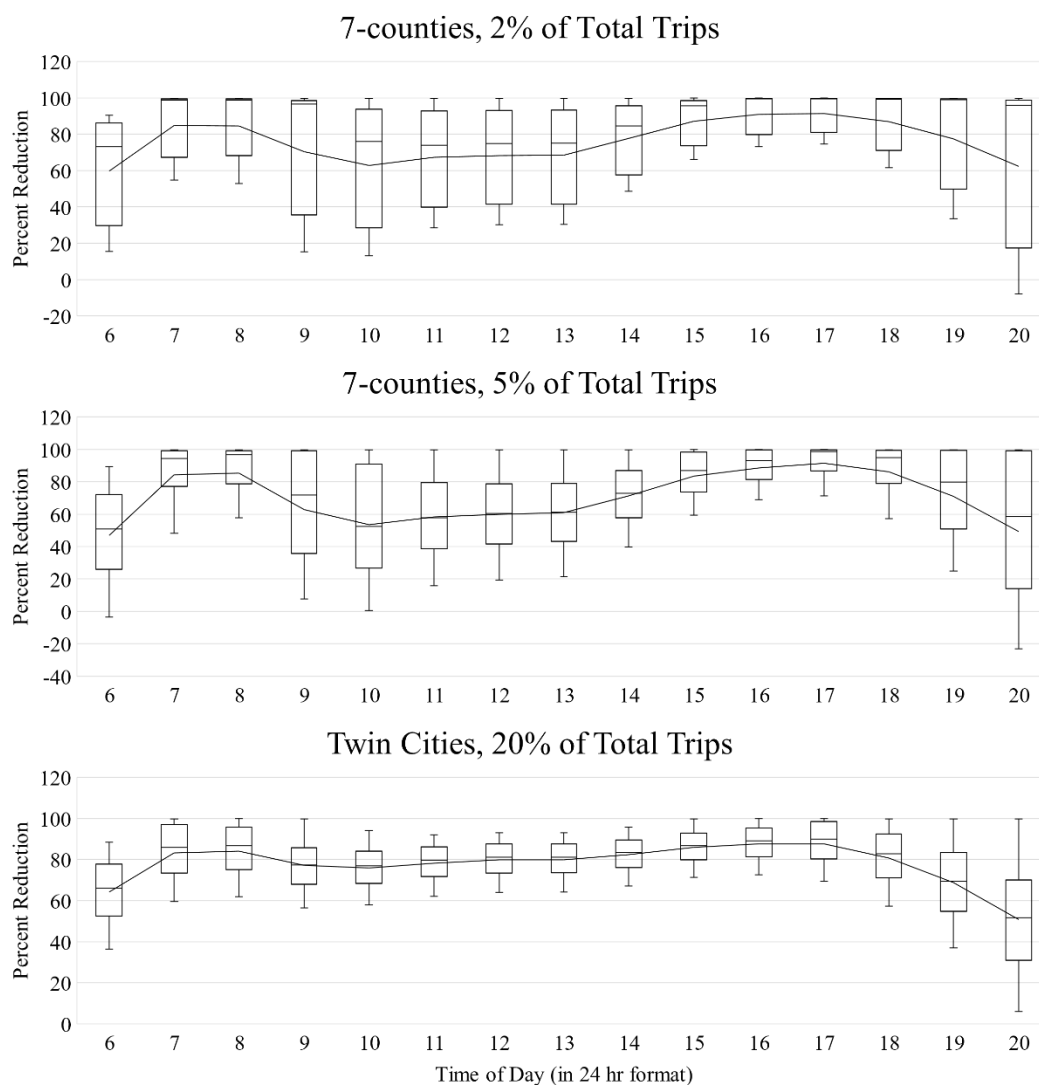 7-counties, 2% of Total Trips
120
100
80
60
40
20
0
-20
Percent Reduction
6 7 8 9 10 11 12 13 14 15 16 17 18 19 20
7-counties, 5% of Total Trips
120
100
80
60
40
20
0
-20
-40
Percent Reduction
6 7 8 9 10 11 12 13 14 15 16 17 18 19 20
Twin Cities, 20% of Total Trips
120
100
80
60
40
20
0
Percent Reduction
6 7 8 9 10 11 12 13 14 15 16 17 18 19 20
Time of Day (in 24 hr format)